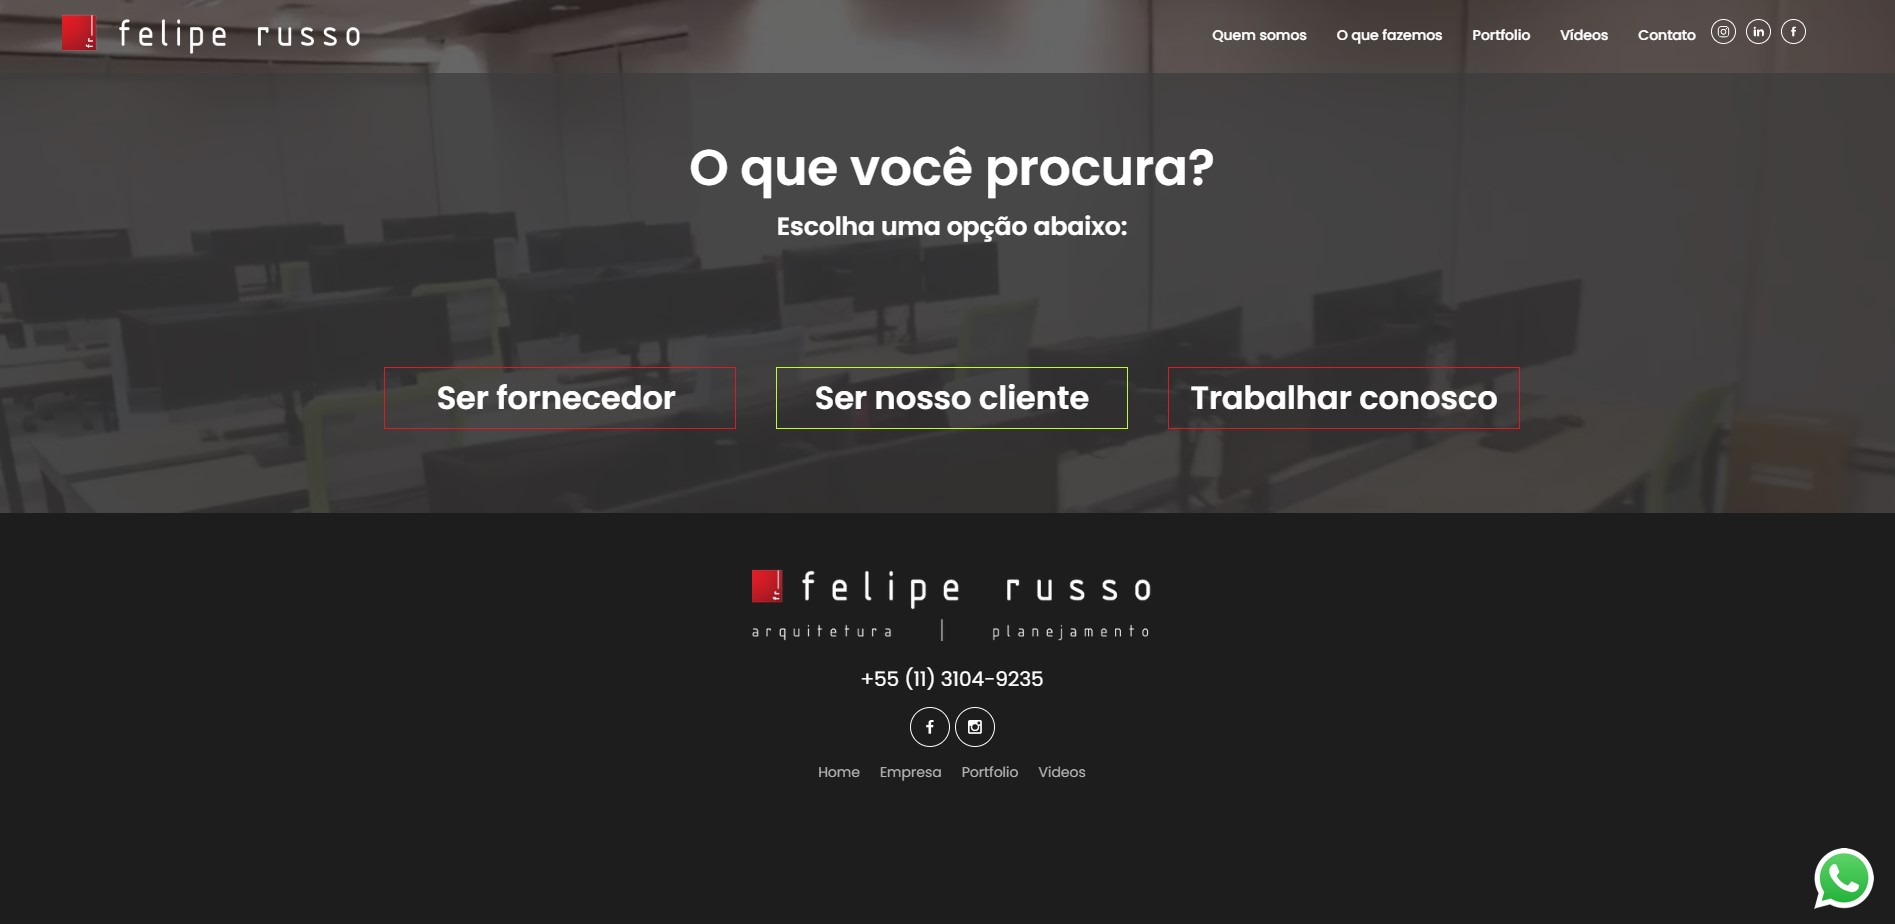 felipe russo
Quem somos O que fazemos Portfolio Vídeos Contato
O que você procura?
Escolha uma opção abaixo:
Ser fornecedor
Ser nosso cliente
Trabalhar conosco
felipe russo
arquitetura | planejamento
+55 (11) 3104-9235
Home Empresa Portfolio Videos